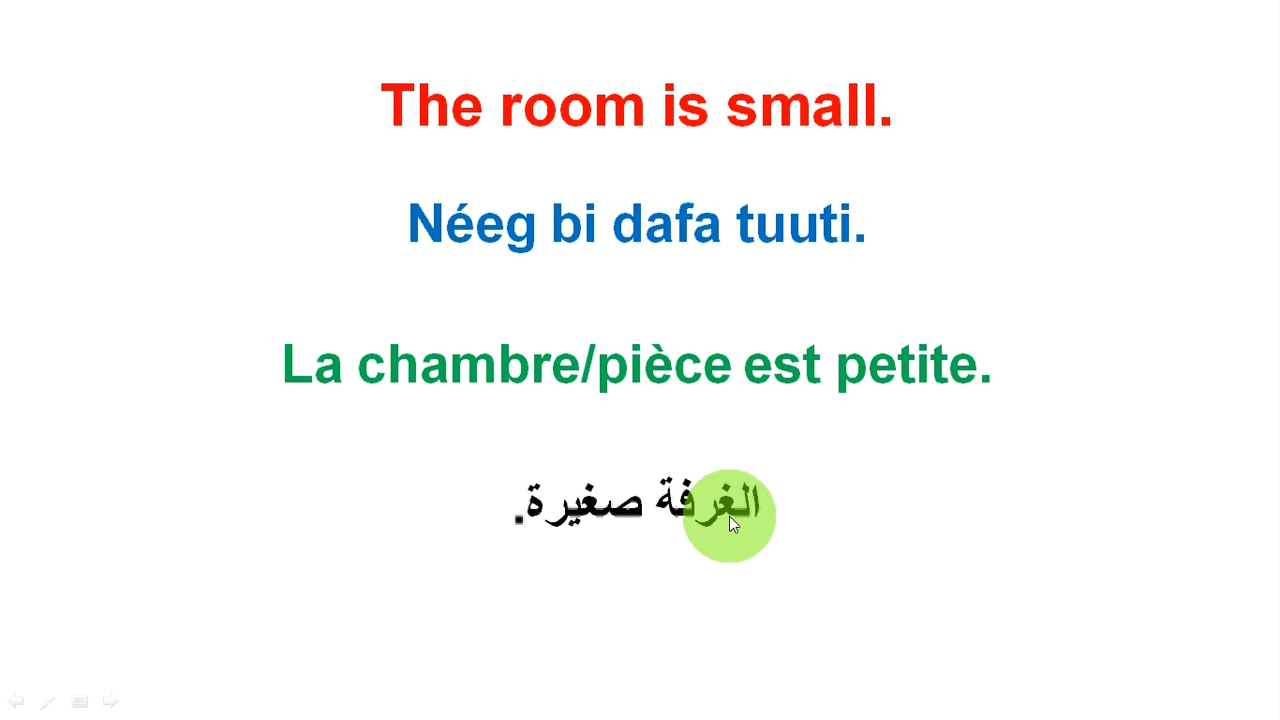 The room is small.
Néeg bi dafa tuuti.
La chambre/pièce est petite.
الغرفة صغيرة.